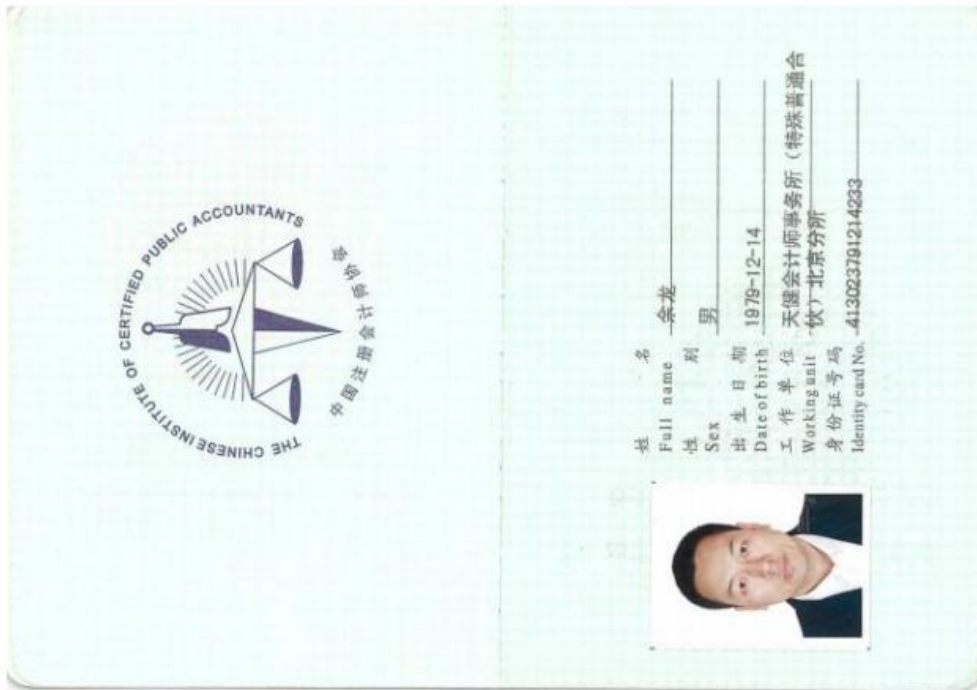 THE CHINESE INSTITUTE OF CERTIFIED PUBLIC ACCOUNTANTS
中国注册会计师协会
姓名
Full name 余龙
性别
Sex 男
出生日期
Date of birth 1979-12-14
工作单位 天健会计师事务所（特殊普通合
Working unit 伙）北京分所
身份证号码
Identity card No. 413023791214233